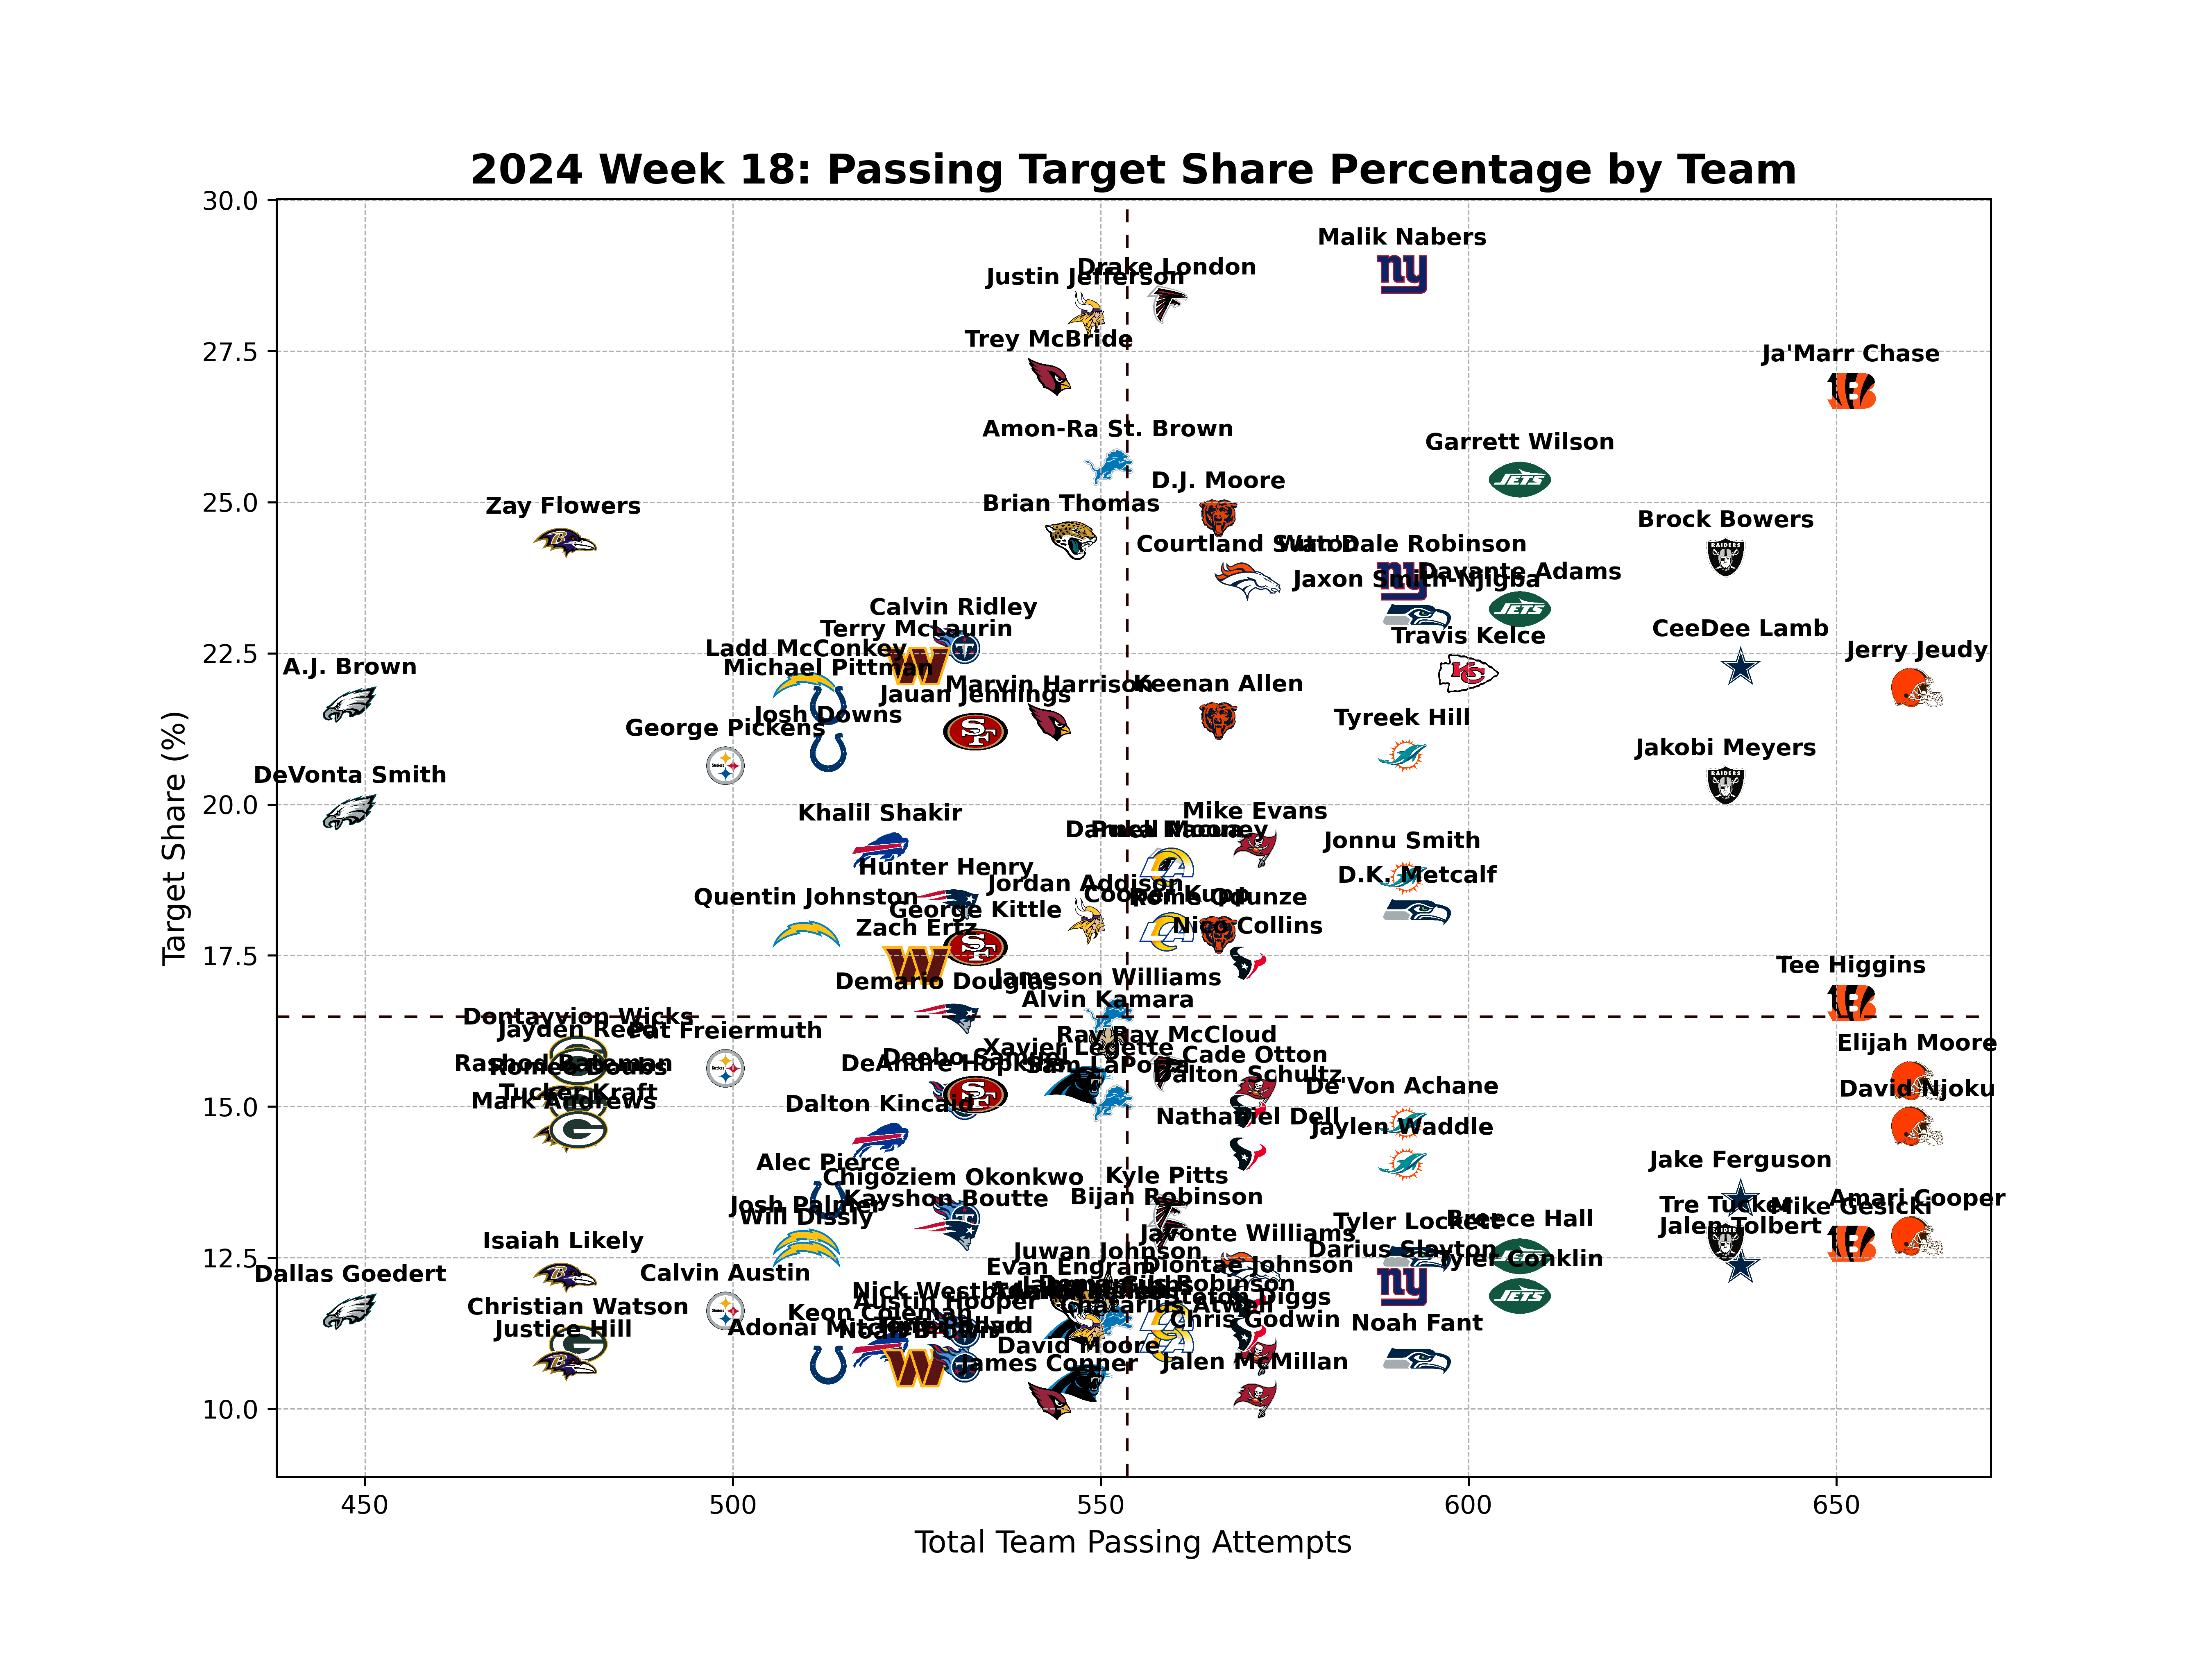 2024 Week 18: Passing Target Share Percentage by Team
30.0
27.5
25.0
22.5
20.0
17.5
15.0
12.5
10.0
Target Share (%)
450
500
550
600
650
Total Team Passing Attempts
Malik Nabers
Drake London
Justin Jefferson
Trey McBride
Ja'Marr Chase
Amon-Ra St. Brown
Garrett Wilson
D.J. Moore
Brian Thomas
Zay Flowers
Brock Bowers
Courtland Sutton
Wan'Dale Robinson
Davante Adams
Jaxon Smith-Njigba
Calvin Ridley
Terry McLaurin
Travis Kelce
CeeDee Lamb
Jerry Jeudy
Ladd McConkey
Michael Pittman
A.J. Brown
Marvin Harrison
Keenan Allen
Jauan Jennings
Josh Downs
George Pickens
Tyreek Hill
Jakobi Meyers
DeVonta Smith
Khalil Shakir
Mike Evans
Darnell Mooney
Puka Nacua
Jonnu Smith
Hunter Henry
D.K. Metcalf
Jordan Addison
Quentin Johnston
Cooper Kupp
Rome Odunze
George Kittle
Zach Ertz
Nico Collins
Demario Douglas
Jameson Williams
Tee Higgins
Alvin Kamara
Dontayvion Wicks
Jayden Reed
Pat Freiermuth
Ray-Ray McCloud
Elijah Moore
Xavier Legette
Deebo Samuel
DeAndre Hopkins
Cade Otton
Sam LaPorta
Rashod Bateman
Romeo Doubs
Dalton Schultz
De'Von Achane
David Njoku
Tucker Kraft
Mark Andrews
Dalton Kincaid
Nathaniel Dell
Jaylen Waddle
Alec Pierce
Chigoziem Okonkwo
Kyle Pitts
Jake Ferguson
Josh Palmer
Kayshon Boutte
Bijan Robinson
Tre Tucker
Mike Gesicki
Amari Cooper
Will Dissly
Javonte Williams
Tyler Lockett
Breece Hall
Jalen Tolbert
Isaiah Likely
Juwan Johnson
Darius Slayton
Tyler Conklin
Dallas Goedert
Calvin Austin
Evan Engram
Diontae Johnson
Demarcus Robinson
Stefon Diggs
Christian Watson
Austin Hooper
Tutu Atwell
Keon Coleman
Justice Hill
Adonai Mitchell
Noah Brown
Tony Pollard
Chris Godwin
Noah Fant
David Moore
James Conner
Jalen McMillan